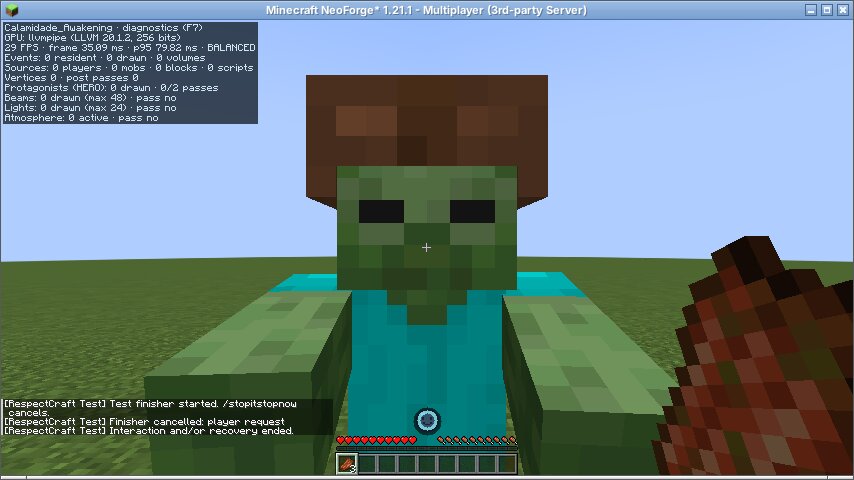 Minecraft NeoForge* 1.21.1 - Multiplayer (3rd-party Server)
Calamidade_Awakening · diagnostics (F7)
GPU: llvmpipe (LLVM 20.1.2, 256 bits)
29 FPS · frame 35.09 ms · p95 79.82 ms · BALANCED
Events: 0 resident · 0 drawn · 0 volumes
Sources: 0 players · 0 mobs · 0 blocks · 0 scripts
Vertices 0 · post passes 0
Protagonists (HERO): 0 drawn · 0/2 passes
Beams: 0 drawn (max 48) · pass no
Lights: 0 drawn (max 24) · pass no
Atmosphere: 0 active · pass no
[RespectCraft Test] Test finisher started. /stopitstopnow
cancels.
[RespectCraft Test] Finisher cancelled: player request
[RespectCraft Test] Interaction and/or recovery ended.
3